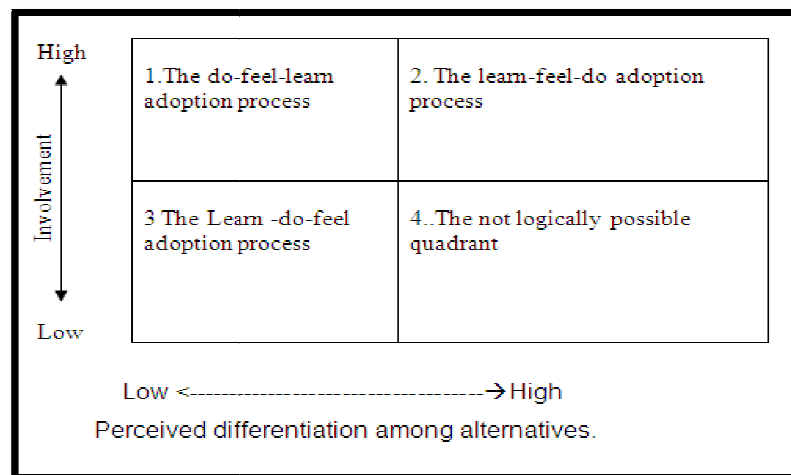 High
1.The do-feel-learn
adoption process
2. The learn-feel-do adoption
process
Involvement
3 The Learn -do-feel
adoption process
4..The not logically possible
quadrant
Low
Low <------------------------------------→High
Perceived differentiation among alternatives.